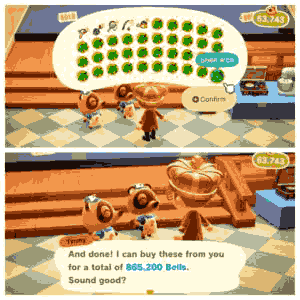 63,743
Confirm
63,743
Timmy
And done! I can buy these from you
for a total of 865,200 Bells.
Sound good?